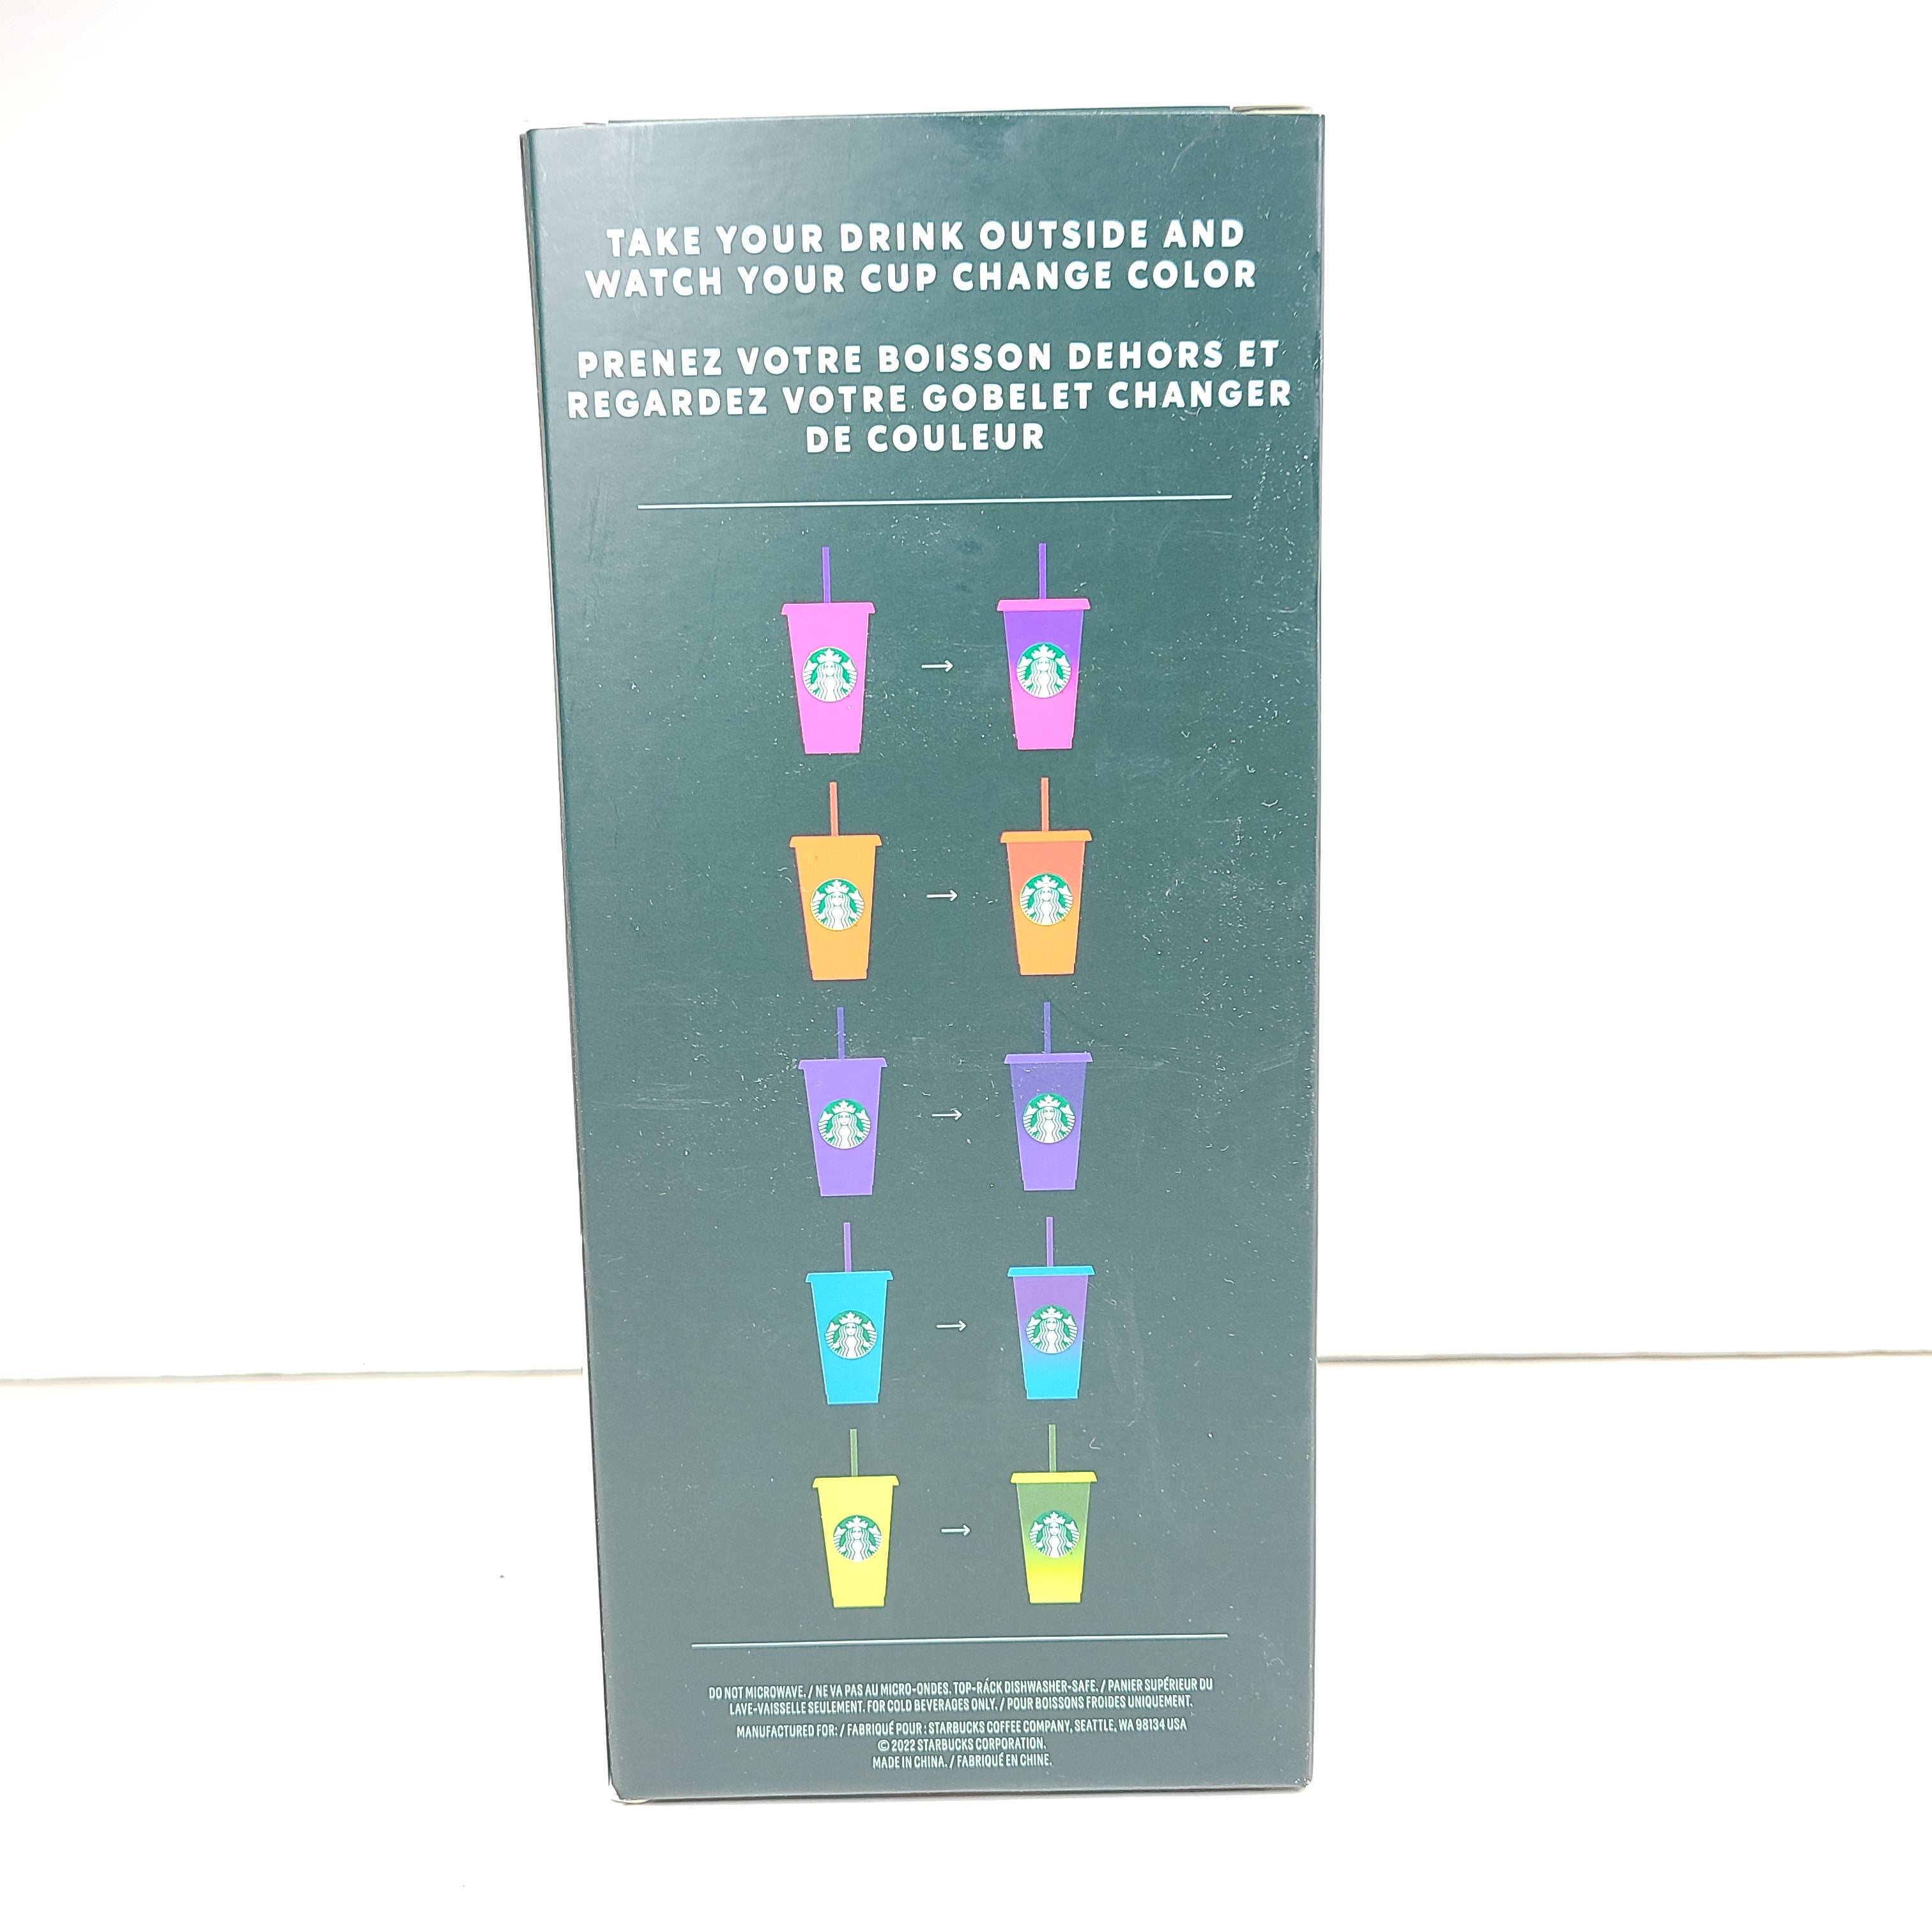 TAKE YOUR DRINK OUTSIDE AND
WATCH YOUR CUP CHANGE COLOR
PRENEZ VOTRE BOISSON DEHORS ET
REGARDEZ VOTRE GOBELET CHANGER
DE COULEUR
DO NOT MICROWAVE. / NE VA PAS AU MICRO-ONDES. TOP-RACK DISHWASHER-SAFE. / PANIER SUPÉRIEUR DU
LAVE-VAISSELLE SEULEMENT. FOR COLD BEVERAGES ONLY. / POUR BOISSONS FROIDES UNIQUEMENT.
MANUFACTURED FOR: / FABRIQUÉ POUR : STARBUCKS COFFEE COMPANY, SEATTLE, WA 98134 USA
© 2022 STARBUCKS CORPORATION.
MADE IN CHINA. / FABRIQUÉ EN CHINE.